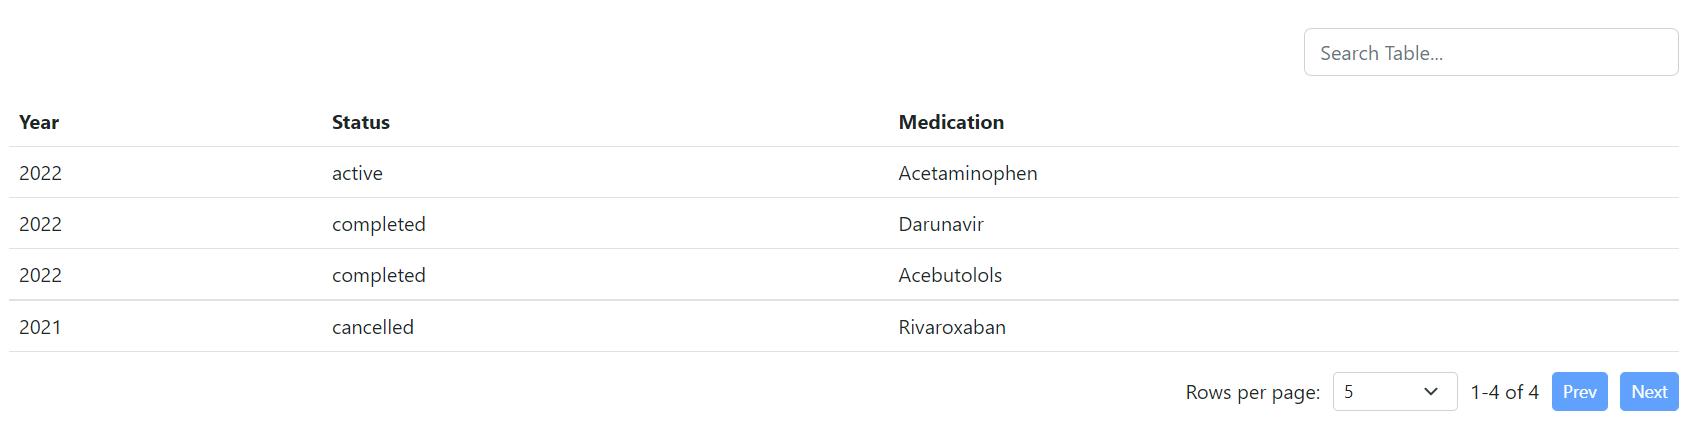 Search Table...
Year Status Medication
2022 active Acetaminophen
2022 completed Darunavir
2022 completed Acebutolols
2021 cancelled Rivaroxaban
Rows per page: 5 1-4 of 4 Prev Next